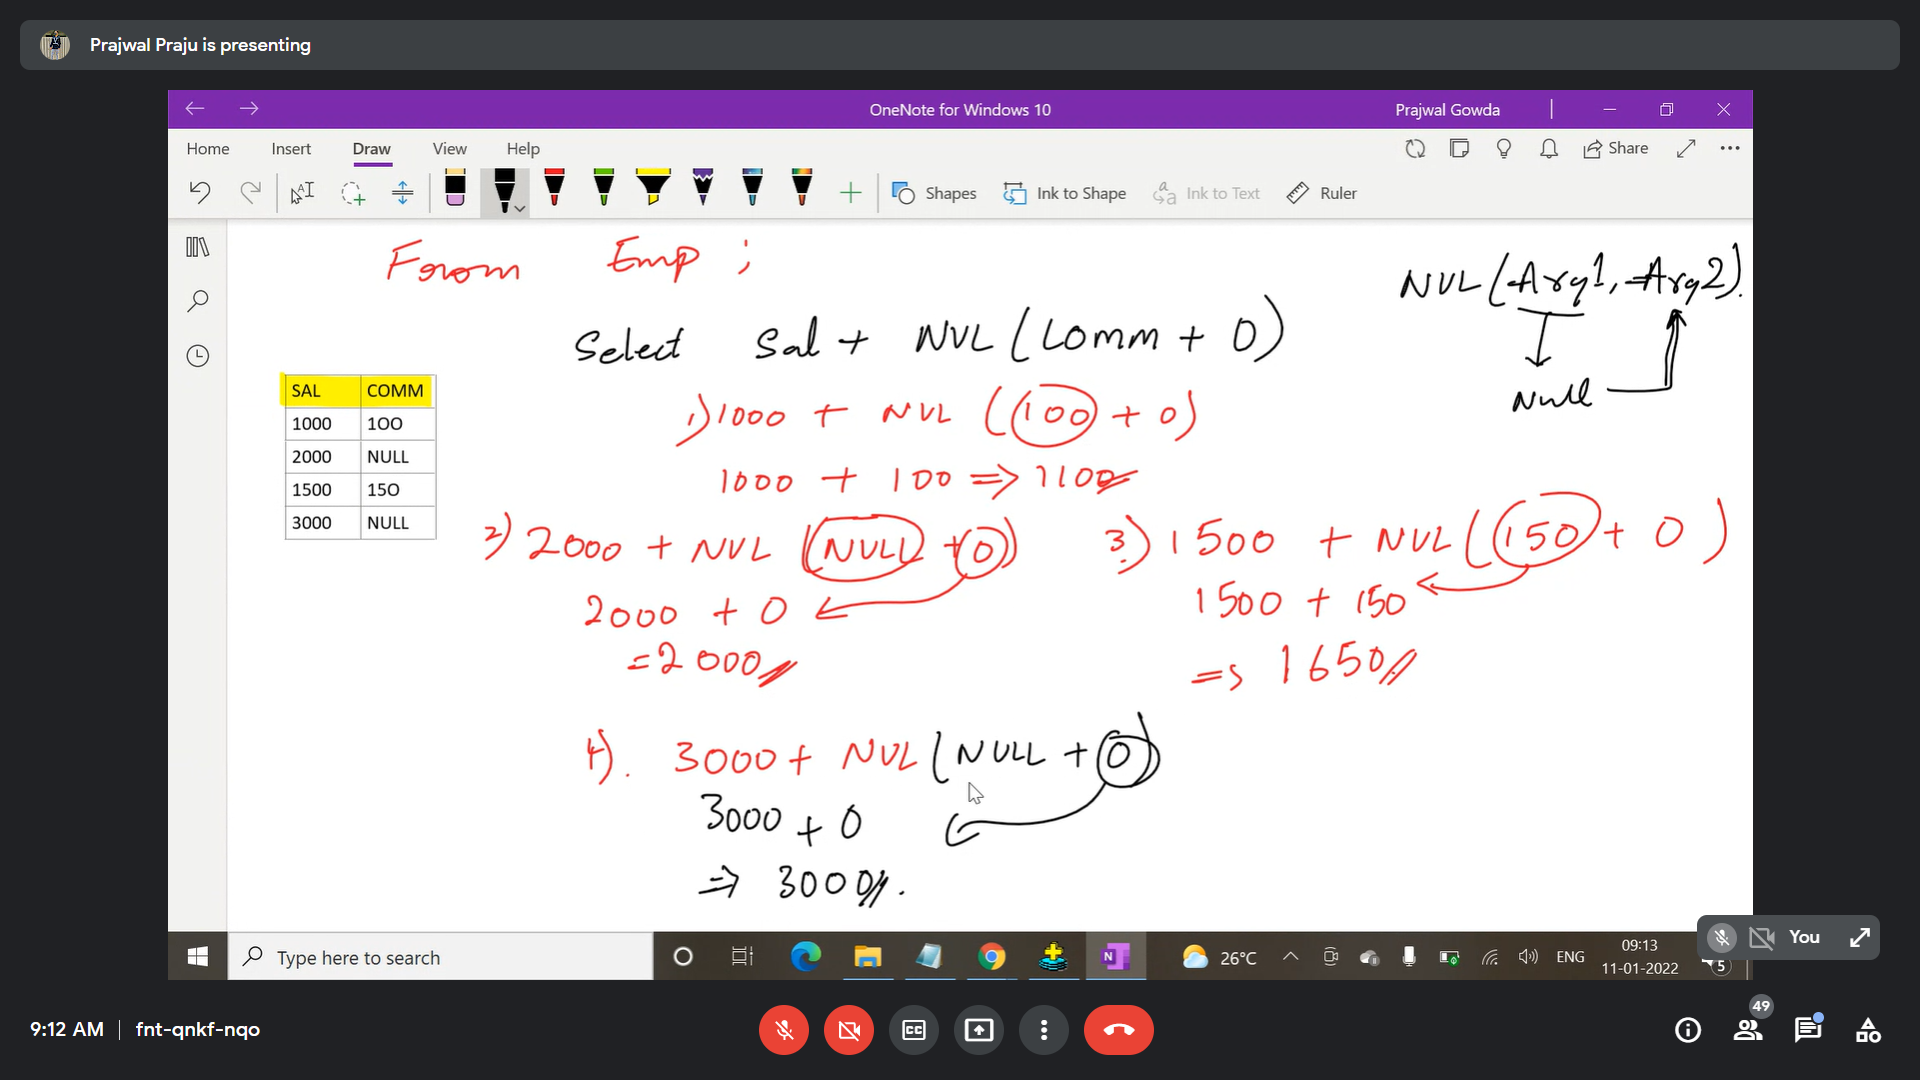 Prajwal Praju is presenting
OneNote for Windows 10
Prajwal Gowda
Home Insert Draw View Help
Share
Shapes Ink to Shape Ink to Text Ruler
From Emp ;
NVL(Arg1, Arg2).
Null
Select Sal + NVL (Comm + 0)
SAL COMM
1000 1OO
2000 NULL
1500 15O
3000 NULL
1) 1000 + NVL (100 + 0)
1000 + 100 => 1100
2) 2000 + NVL (NULL + 0)
2000 + 0
= 2000
3) 1500 + NVL (150 + 0)
1500 + 150
=> 1650
4). 3000 + NVL (NULL + 0)
3000 + 0
=> 3000.
Type here to search
26°C
ENG
09:13
11-01-2022
5
You
9:12 AM | fnt-qnkf-nqo
49